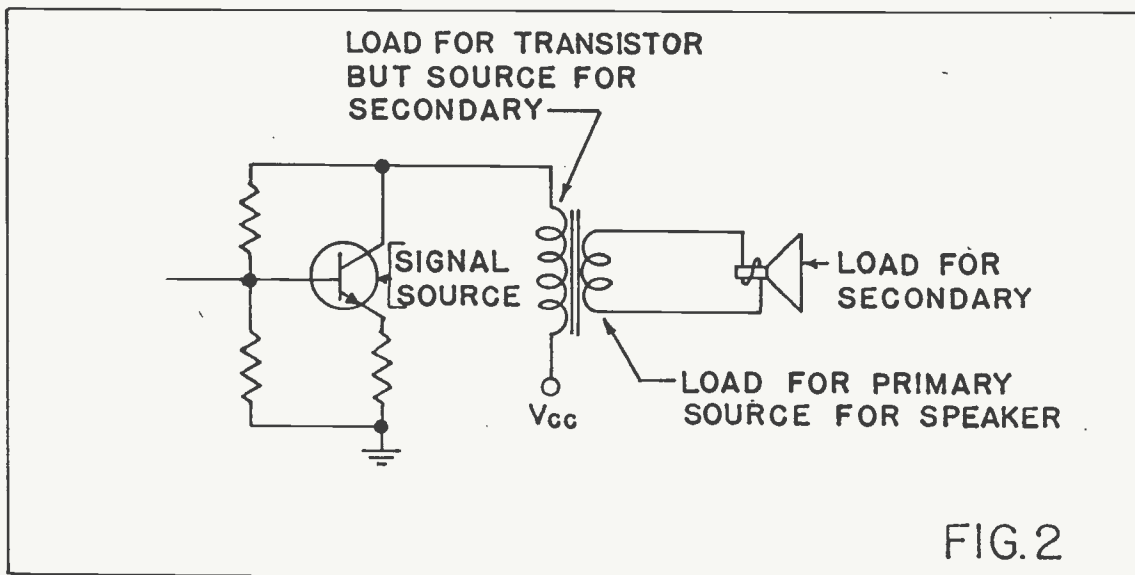 LOAD FOR TRANSISTOR
BUT SOURCE FOR
SECONDARY
SIGNAL
SOURCE
LOAD FOR
SECONDARY
LOAD FOR PRIMARY
SOURCE FOR SPEAKER
VCC
FIG. 2